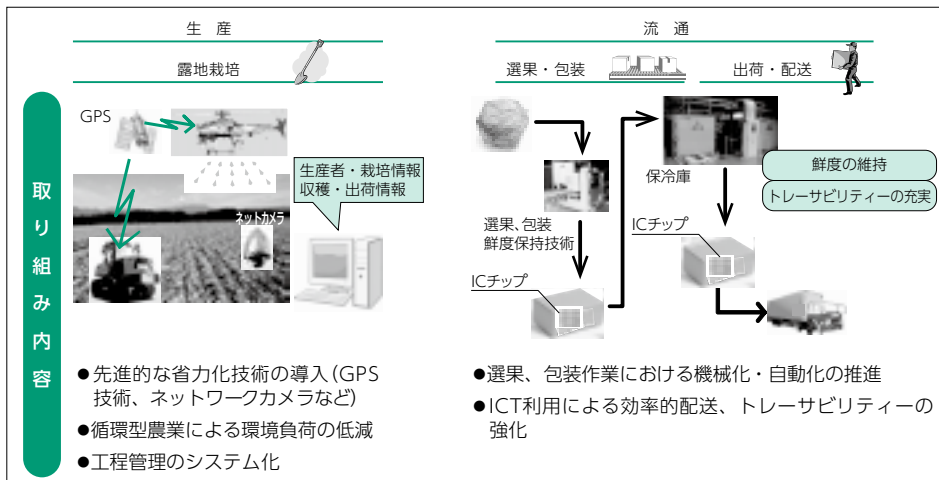 生 産
露地栽培
GPS
生産者・栽培情報
収穫・出荷情報
ネットカメラ
流 通
選果・包装
出荷・配送
選果、包装
鮮度保持技術
ICチップ
保冷庫
鮮度の維持
トレーサビリティーの充実
ICチップ
取り組み内容
●先進的な省力化技術の導入(GPS
技術、ネットワークカメラなど)
●循環型農業による環境負荷の低減
●工程管理のシステム化
●選果、包装作業における機械化・自動化の推進
●ICT利用による効率的配送、トレーサビリティーの
強化